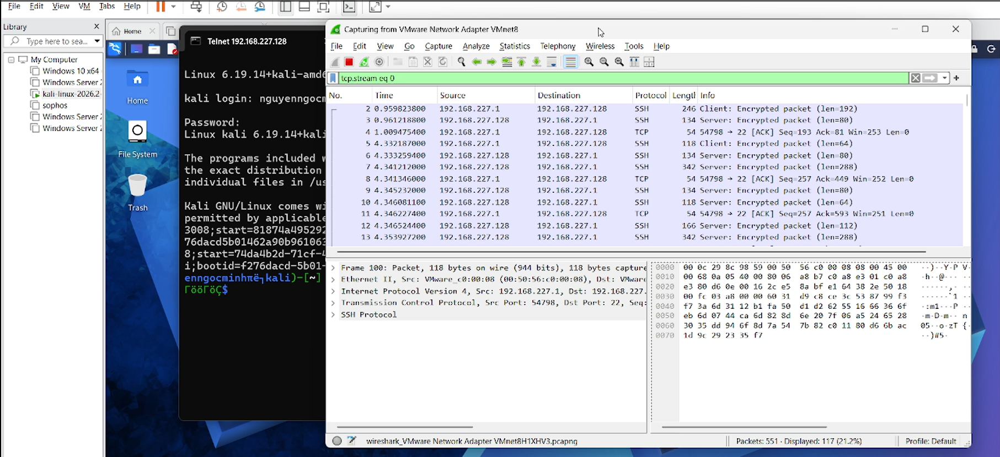 File Edit View VM Tabs Help
Library
Type here to sea...
My Computer
Windows 10 x64
Windows Server 2
kali-linux-2026.2
sophos
Windows Server 2
Windows Server 2
Home
Home
File System
Trash
Telnet 192.168.227.128
Linux 6.19.14+kali-amd6
kali login: nguyenngocm
Password:
Linux kali 6.19.14+kali
The programs included w
the exact distribution
individual files in /us
Kali GNU/Linux comes wi
permitted by applicable
3008;start=81874a495292
76dacd5b01462a90b961063
8;start=74da4b2d-71cf-4
i;bootid=f276dacd-5b01-
enngocminhπë┐kali)-[~]
ΓööΓöÇ$
Capturing from VMware Network Adapter VMnet8
File Edit View Go Capture Analyze Statistics Telephony Wireless Tools Help
tcp.stream eq 0
No. Time Source Destination Protocol Lengtl Info
2 0.959823800 192.168.227.1 192.168.227.128 SSH 246 Client: Encrypted packet (len=192)
3 0.961218800 192.168.227.128 192.168.227.1 SSH 134 Server: Encrypted packet (len=80)
4 1.009475400 192.168.227.1 192.168.227.128 TCP 54 54798 → 22 [ACK] Seq=193 Ack=81 Win=253 Len=0
5 4.332187000 192.168.227.1 192.168.227.128 SSH 118 Client: Encrypted packet (len=64)
6 4.333259400 192.168.227.128 192.168.227.1 SSH 134 Server: Encrypted packet (len=80)
7 4.341212000 192.168.227.128 192.168.227.1 SSH 342 Server: Encrypted packet (len=288)
8 4.341346000 192.168.227.1 192.168.227.128 TCP 54 54798 → 22 [ACK] Seq=257 Ack=449 Win=252 Len=0
9 4.345232000 192.168.227.128 192.168.227.1 SSH 134 Server: Encrypted packet (len=80)
10 4.346081100 192.168.227.128 192.168.227.1 SSH 118 Server: Encrypted packet (len=64)
11 4.346227400 192.168.227.1 192.168.227.128 TCP 54 54798 → 22 [ACK] Seq=257 Ack=593 Win=251 Len=0
12 4.346524400 192.168.227.128 192.168.227.1 SSH 166 Server: Encrypted packet (len=112)
13 4.353927200 192.168.227.128 192.168.227.1 SSH 342 Server: Encrypted packet (len=288)
Frame 100: Packet, 118 bytes on wire (944 bits), 118 bytes capture
Ethernet II, Src: VMware_c0:00:08 (00:50:56:c0:00:08), Dst: VMware
Internet Protocol Version 4, Src: 192.168.227.1, Dst: 192.168.227.
Transmission Control Protocol, Src Port: 54798, Dst Port: 22, Seq:
SSH Protocol
0000 00 0c 29 8c 98 59 00 50 56 c0 00 08 08 00 45 00 ··)··Y·P V·
0010 00 68 0a 05 40 00 80 06 a8 b7 c0 a8 e3 01 c0 a8 ·h··@···
0020 e3 80 d6 0e 00 16 2c e5 8a bf e1 64 38 2e 50 18 ······,·
0030 00 fc 03 a8 00 00 60 31 d9 c8 ce 3c 53 87 99 f3 ······`1
0040 f7 3a 6d 31 12 b1 fa 50 d1 d2 62 55 16 66 36 6f ·:m1···P
0050 eb 6d 07 44 ca 6d 82 8d 6e 20 7f 06 a5 24 65 28 ·m·D·m·· n
0060 30 35 dd 94 6f 8d 7a 54 7b 82 c0 11 80 d6 6b ac 05··o·zT {·
0070 1d 9c 29 23 35 f7 ··)#5·
wireshark_VMware Network Adapter VMnet8H1XHV3.pcapng
Packets: 551 · Displayed: 117 (21.2%)
Profile: Default